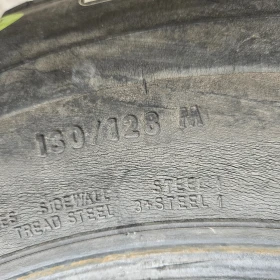 130/128 M
SIDEWALL STEEL 1
TREAD STEEL 3+STEEL 1